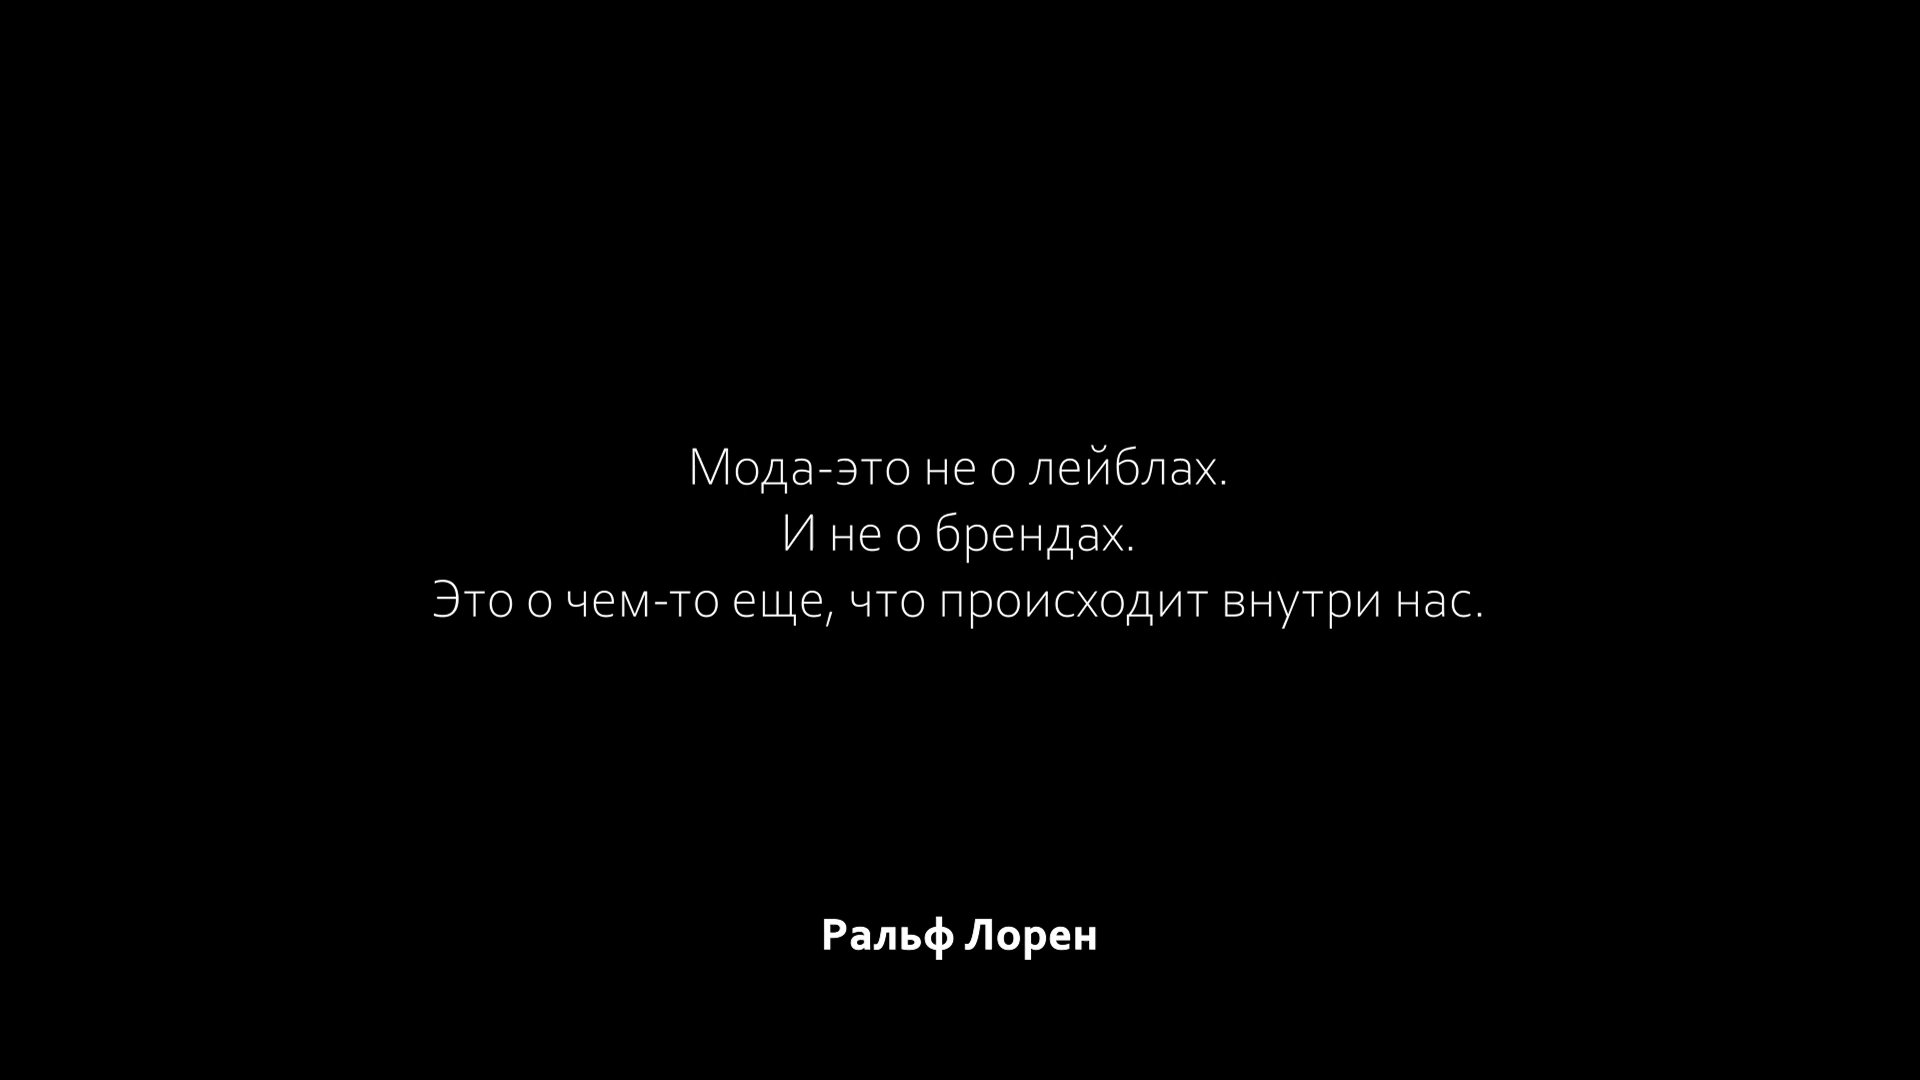 Мода-это не о лейблах.
И не о брендах.
Это о чем-то еще, что происходит внутри нас.
Ральф Лорен